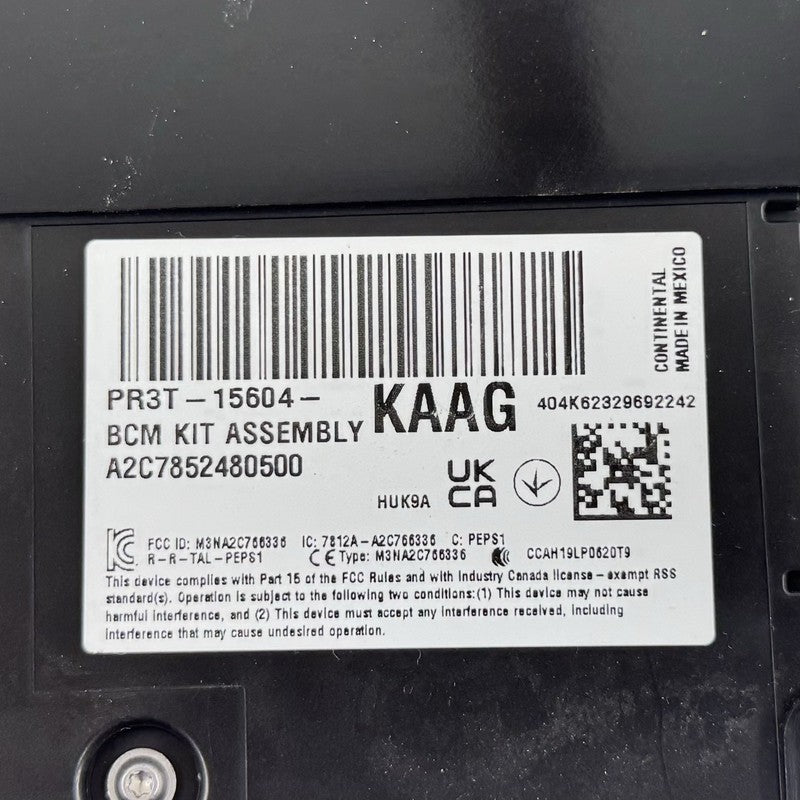 CONTINENTAL
MADE IN MEXICO
PR3T-15604- KAAG 404K62329692242
BCM KIT ASSEMBLY
A2C7852480500
HUK9A
UK
CA
FCC ID: M3NA2C766336 IC: 7812A-A2C766336 C: PEPS1
R-R-TAL-PEPS1 CE Type: M3NA2C766336 CCAH19LP0620T9
This device complies with Part 15 of the FCC Rules and with Industry Canada license-exempt RSS
standard(s). Operation is subject to the following two conditions:(1) This device may not cause
harmful interference, and (2) This device must accept any interference received, including
interference that may cause undesired operation.